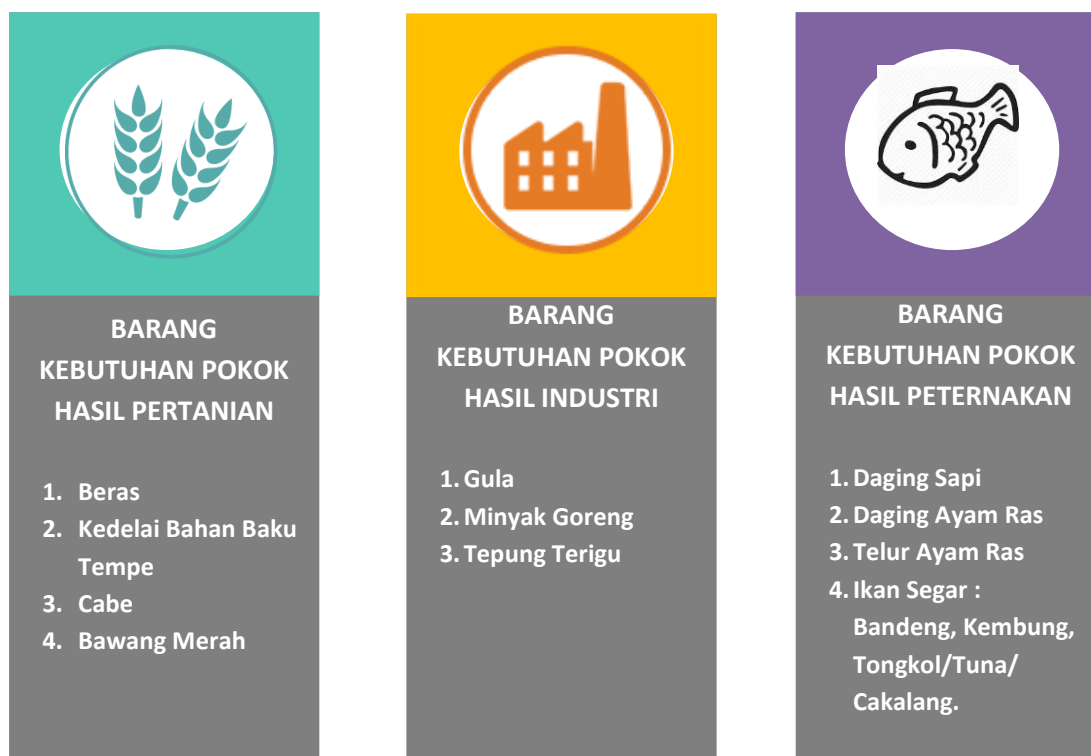 BARANG
KEBUTUHAN POKOK
HASIL PERTANIAN
1. Beras
2. Kedelai Bahan Baku
Tempe
3. Cabe
4. Bawang Merah
BARANG
KEBUTUHAN POKOK
HASIL INDUSTRI
1. Gula
2. Minyak Goreng
3. Tepung Terigu
BARANG
KEBUTUHAN POKOK
HASIL PETERNAKAN
1. Daging Sapi
2. Daging Ayam Ras
3. Telur Ayam Ras
4. Ikan Segar :
Bandeng, Kembung,
Tongkol/Tuna/
Cakalang.